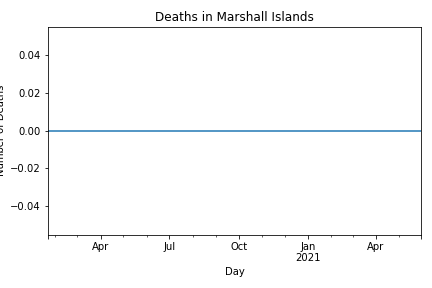 Deaths in Marshall Islands
0.04
0.02
0.00
−0.02
−0.04
Number of Deaths
Apr
Jul
Oct
Jan
2021
Apr
Day